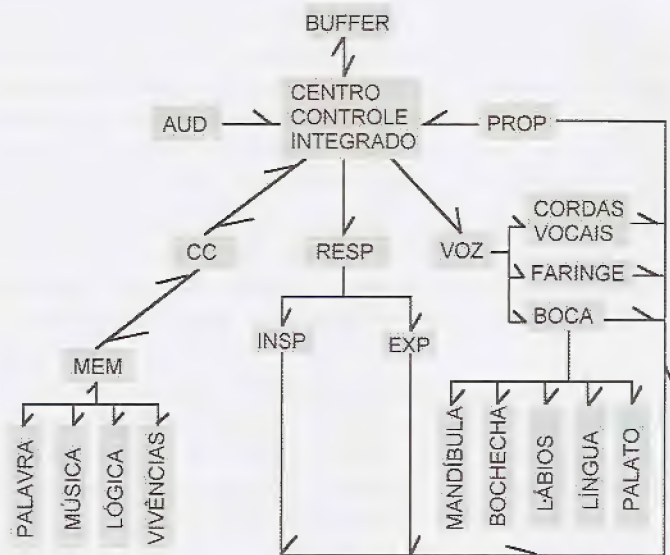 BUFFER
CENTRO
CONTROLE
INTEGRADO
AUD
PROP
CC
RESP
VOZ
CORDAS
VOCAIS
FARINGE
BOCA
INSP
EXP
MEM
PALAVRA
MÚSICA
LÓGICA
VIVÊNCIAS
MANDÍBULA
BOCHECHA
LÁBIOS
LÍNGUA
PALATO